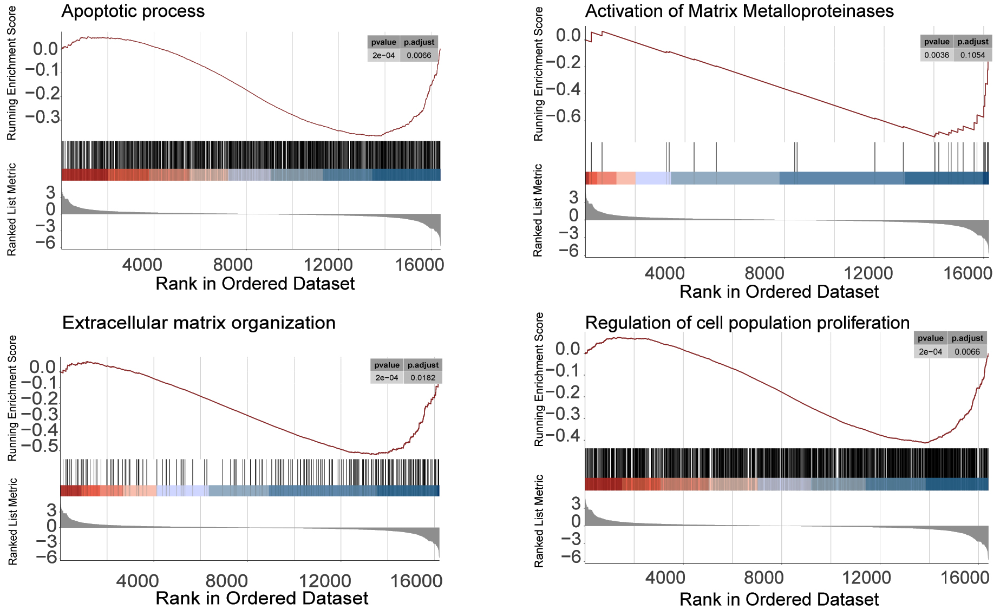 Apoptotic process
Running Enrichment Score
0.0
−0.1
−0.2
−0.3
pvalue p.adjust
2e−04 0.0066
Ranked List Metric
3
0
−3
−6
4000 8000 12000 16000
Rank in Ordered Dataset
Activation of Matrix Metalloproteinases
Running Enrichment Score
0.0
−0.2
−0.4
−0.6
pvalue p.adjust
0.0036 0.1054
Ranked List Metric
3
0
−3
−6
4000 8000 12000 16000
Rank in Ordered Dataset
Extracellular matrix organization
Running Enrichment Score
0.0
−0.1
−0.2
−0.3
−0.4
−0.5
pvalue p.adjust
2e−04 0.0182
Ranked List Metric
3
0
−3
−6
4000 8000 12000 16000
Rank in Ordered Dataset
Regulation of cell population proliferation
Running Enrichment Score
0.0
−0.1
−0.2
−0.3
−0.4
pvalue p.adjust
2e−04 0.0066
Ranked List Metric
3
0
−3
−6
4000 8000 12000 16000
Rank in Ordered Dataset